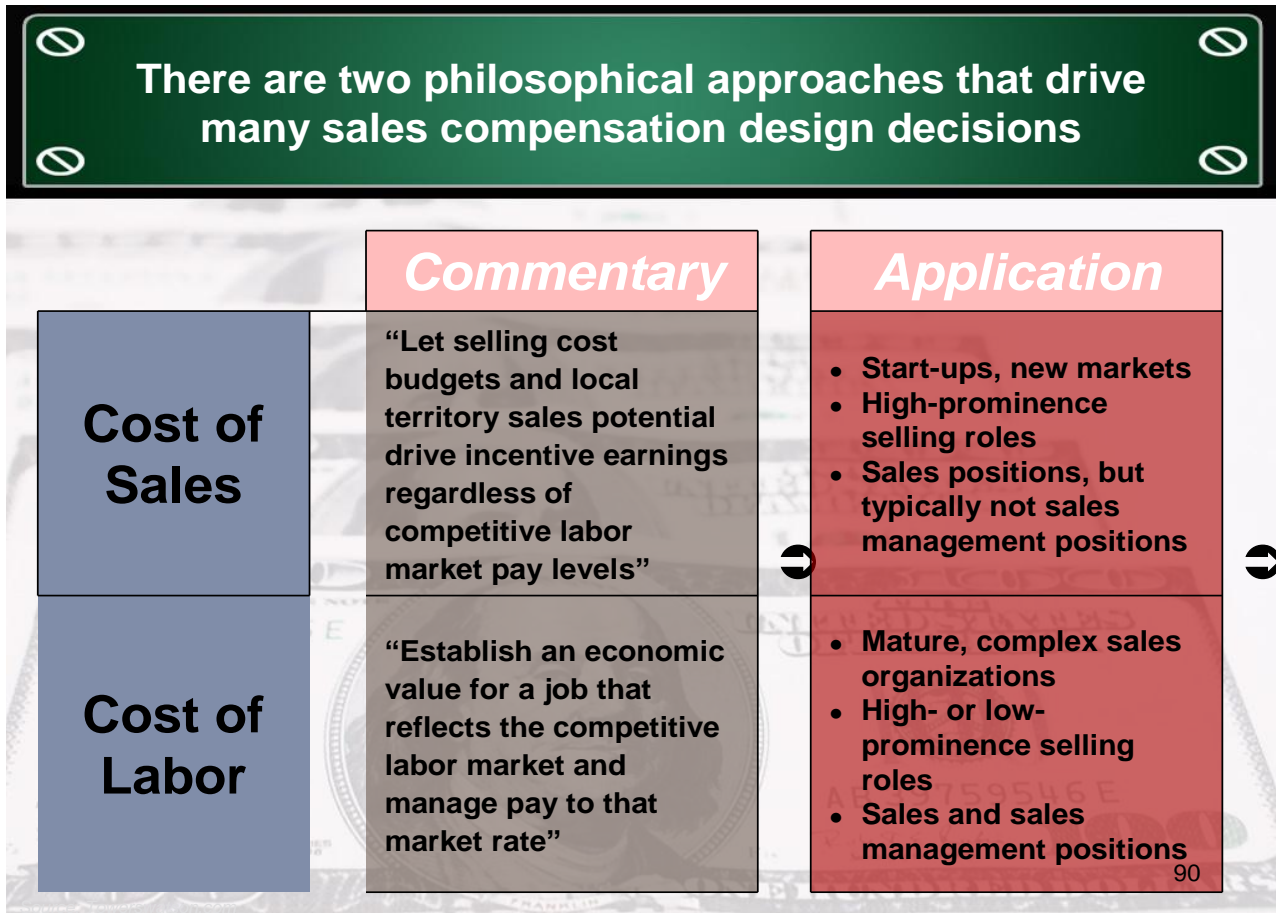 There are two philosophical approaches that drive
many sales compensation design decisions
Commentary
Application
Cost of
Sales
“Let selling cost
budgets and local
territory sales potential
drive incentive earnings
regardless of
competitive labor
market pay levels”
● Start-ups, new markets
● High-prominence
selling roles
● Sales positions, but
typically not sales
management positions
Cost of
Labor
“Establish an economic
value for a job that
reflects the competitive
labor market and
manage pay to that
market rate”
● Mature, complex sales
organizations
● High- or low-
prominence selling
roles
● Sales and sales
management positions
90
FRANKLIN